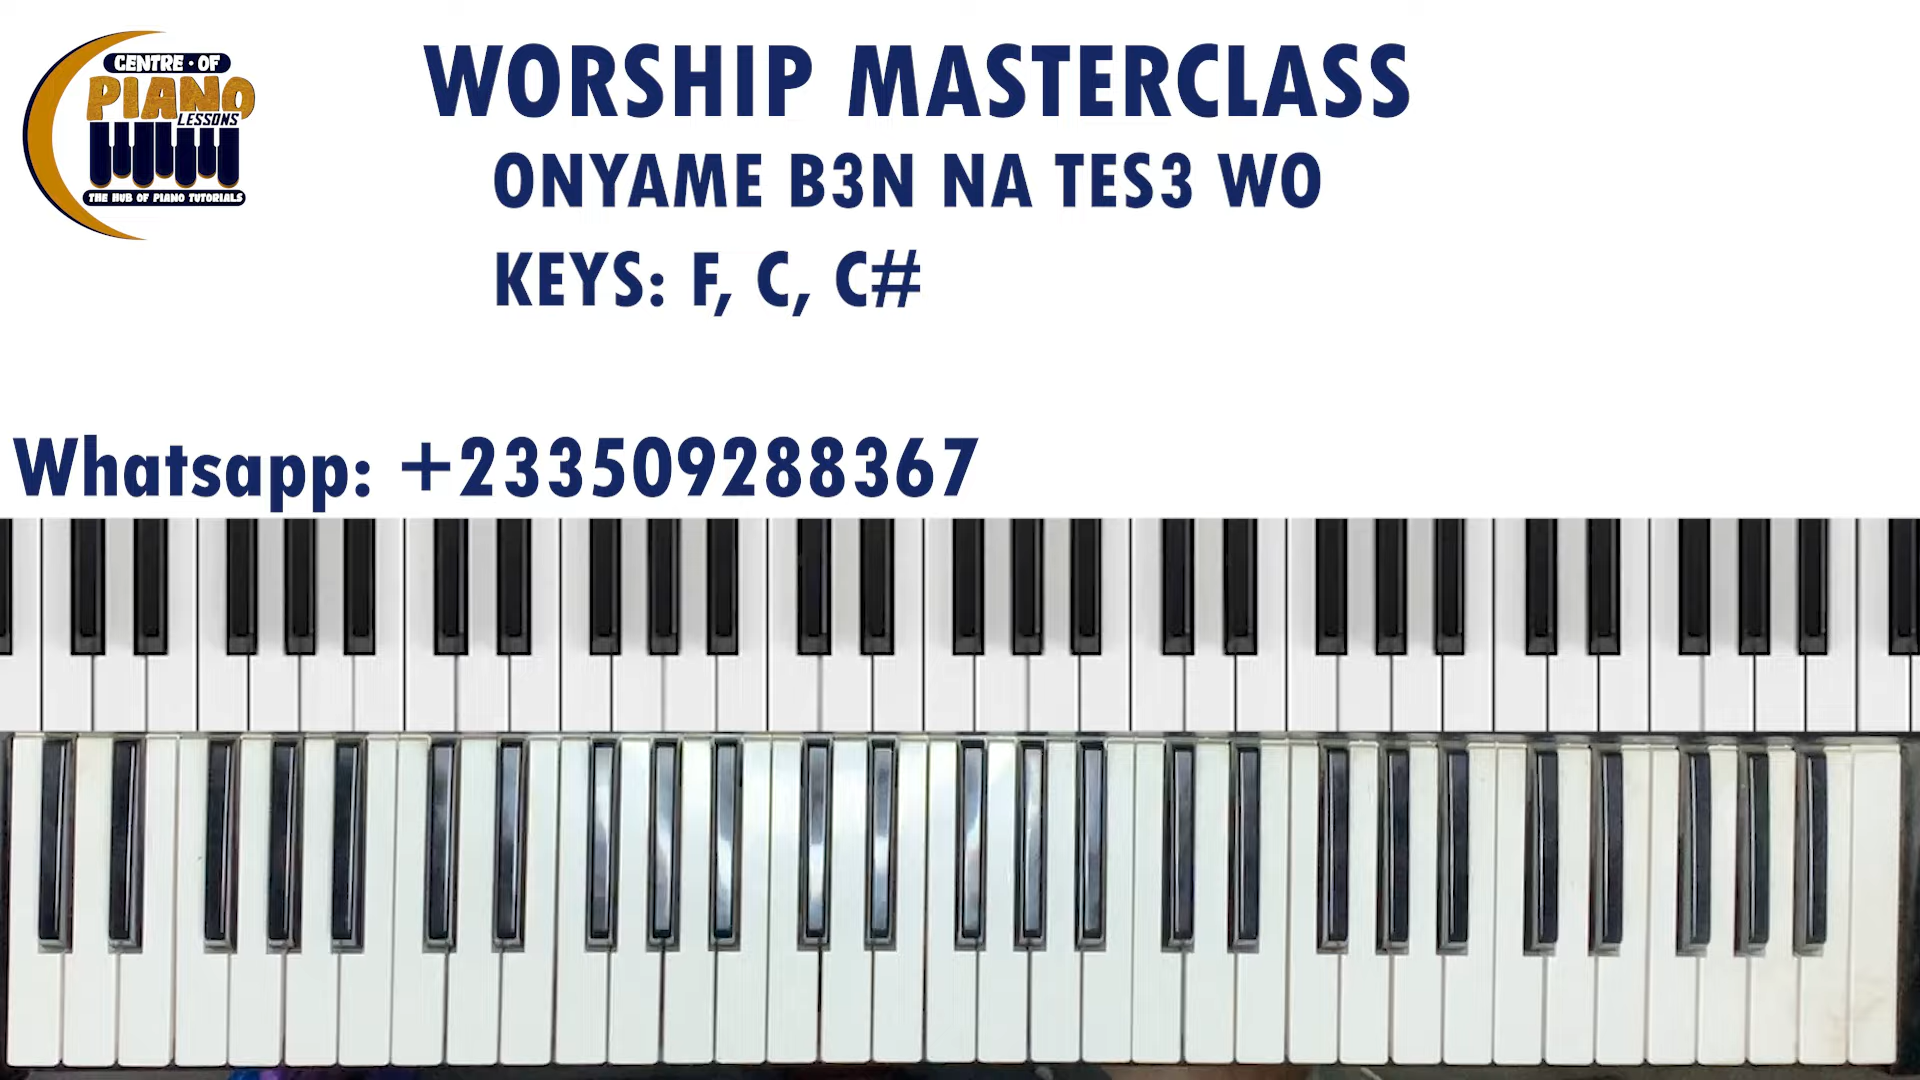 CENTRE · OF
PIANO
LESSONS
THE HUB OF PIANO TUTORIALS
WORSHIP MASTERCLASS
ONYAME B3N NA TES3 WO
KEYS: F, C, C#
Whatsapp: +233509288367